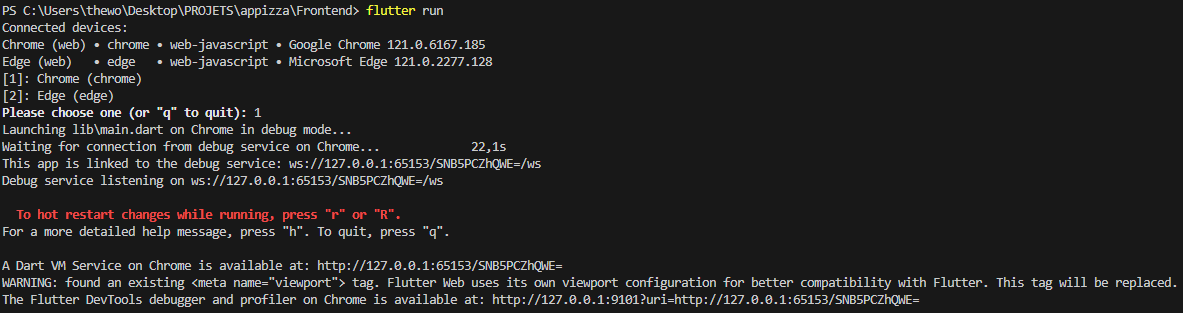 PS C:\Users\thewo\Desktop\PROJETS\appizza\Frontend> flutter run
Connected devices:
Chrome (web) • chrome • web-javascript • Google Chrome 121.0.6167.185
Edge (web)   • edge   • web-javascript • Microsoft Edge 121.0.2277.128
[1]: Chrome (chrome)
[2]: Edge (edge)
Please choose one (or "q" to quit): 1
Launching lib\main.dart on Chrome in debug mode...
Waiting for connection from debug service on Chrome...             22,1s
This app is linked to the debug service: ws://127.0.0.1:65153/SNB5PCZhQWE=/ws
Debug service listening on ws://127.0.0.1:65153/SNB5PCZhQWE=/ws
To hot restart changes while running, press "r" or "R".
For a more detailed help message, press "h". To quit, press "q".
A Dart VM Service on Chrome is available at: http://127.0.0.1:65153/SNB5PCZhQWE=
WARNING: found an existing <meta name="viewport"> tag. Flutter Web uses its own viewport configuration for better compatibility with Flutter. This tag will be replaced.
The Flutter DevTools debugger and profiler on Chrome is available at: http://127.0.0.1:9101?uri=http://127.0.0.1:65153/SNB5PCZhQWE=